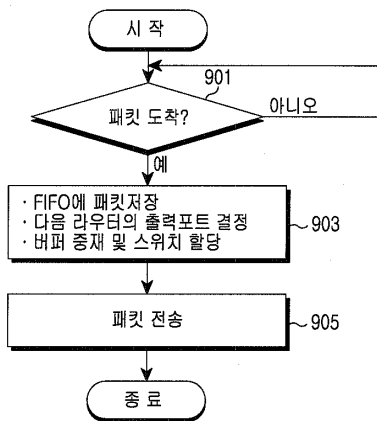 시 작
901
패킷 도착?
아니오
예
· FIFO에 패킷저장
· 다음 라우터의 출력포트 결정
· 버퍼 중재 및 스위치 할당
903
패킷 전송
905
종 료